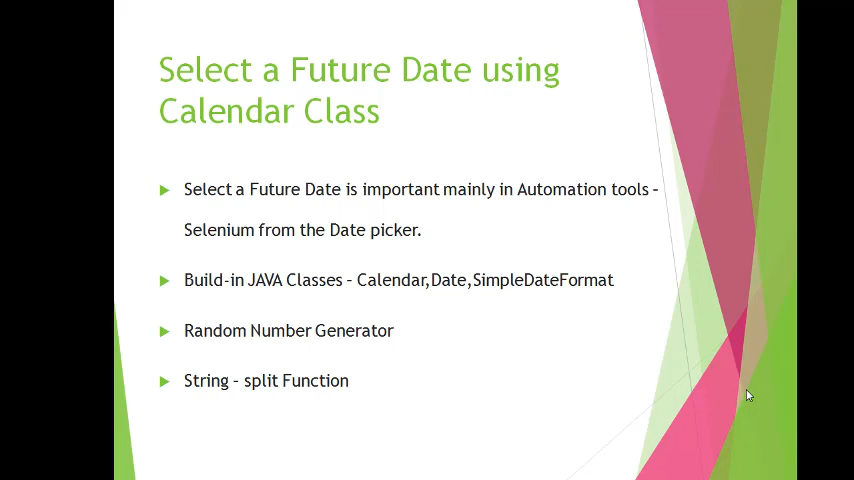 Select a Future Date using
Calendar Class
Select a Future Date is important mainly in Automation tools –
Selenium from the Date picker.
Build-in JAVA Classes – Calendar,Date,SimpleDateFormat
Random Number Generator
String – split Function